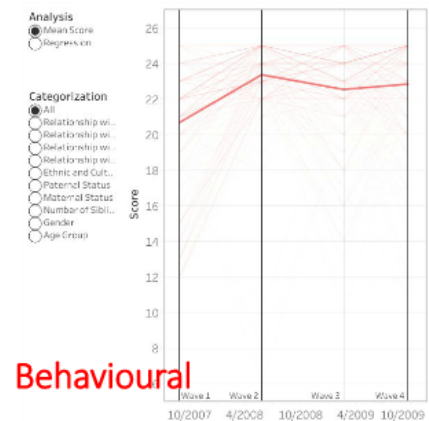 Analysis
Mean Score
Regression
Categorization
All
Relationship wi..
Relationship wi..
Relationship wi..
Relationship wi..
Ethnic and Cult..
Paternal Status
Maternal Status
Number of Sibli..
Gender
Age Group
Score
26
24
22
20
18
16
14
12
10
8
Behavioural
Wave 1 Wave 2 Wave 3 Wave 4
10/2007 4/2008 10/2008 4/2009 10/2009